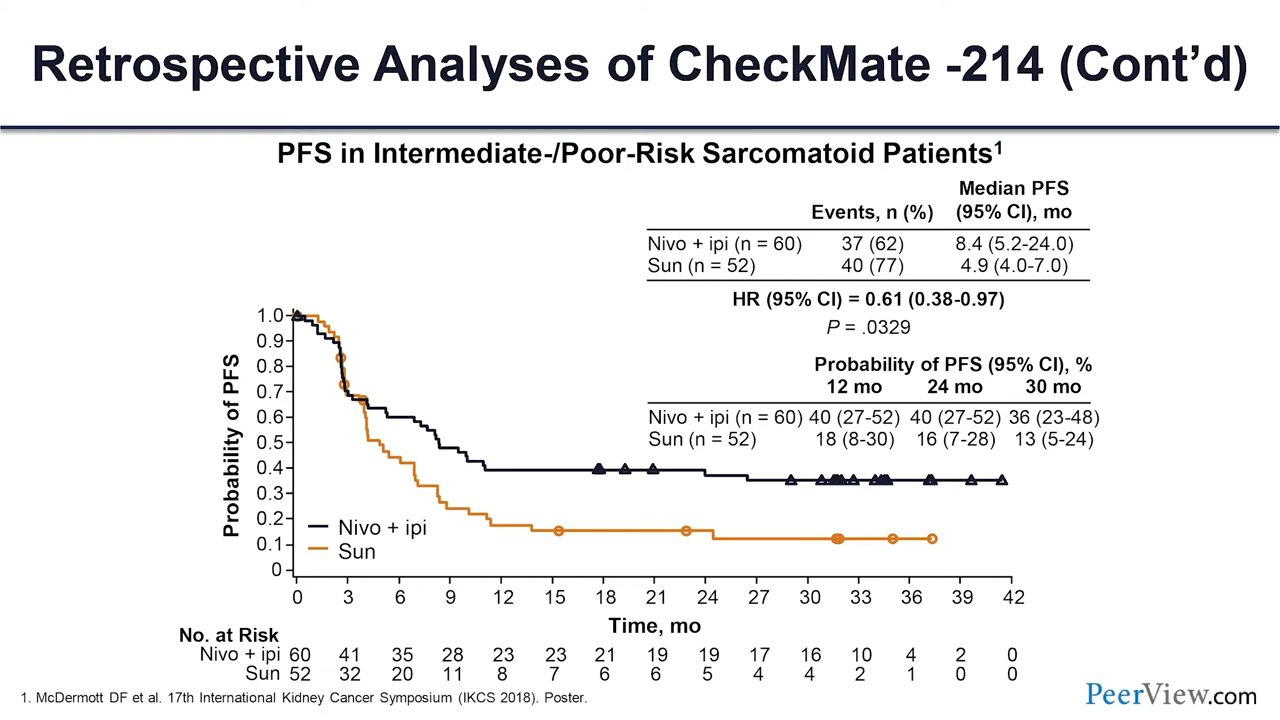 Retrospective Analyses of CheckMate -214 (Cont’d)
PFS in Intermediate-/Poor-Risk Sarcomatoid Patients1
Median PFS
Events, n (%) (95% CI), mo
Nivo + ipi (n = 60) 37 (62) 8.4 (5.2-24.0)
Sun (n = 52) 40 (77) 4.9 (4.0-7.0)
HR (95% CI) = 0.61 (0.38-0.97)
P = .0329
Probability of PFS (95% CI), %
12 mo 24 mo 30 mo
Nivo + ipi (n = 60) 40 (27-52) 40 (27-52) 36 (23-48)
Sun (n = 52) 18 (8-30) 16 (7-28) 13 (5-24)
Probability of PFS
1.0
0.9
0.8
0.7
0.6
0.5
0.4
0.3
0.2
0.1
0
Nivo + ipi
Sun
0 3 6 9 12 15 18 21 24 27 30 33 36 39 42
Time, mo
No. at Risk
Nivo + ipi 60 41 35 28 23 23 21 19 19 17 16 10 4 2 0
Sun 52 32 20 11 8 7 6 6 5 4 4 2 1 0 0
1. McDermott DF et al. 17th International Kidney Cancer Symposium (IKCS 2018). Poster.
PeerView.com